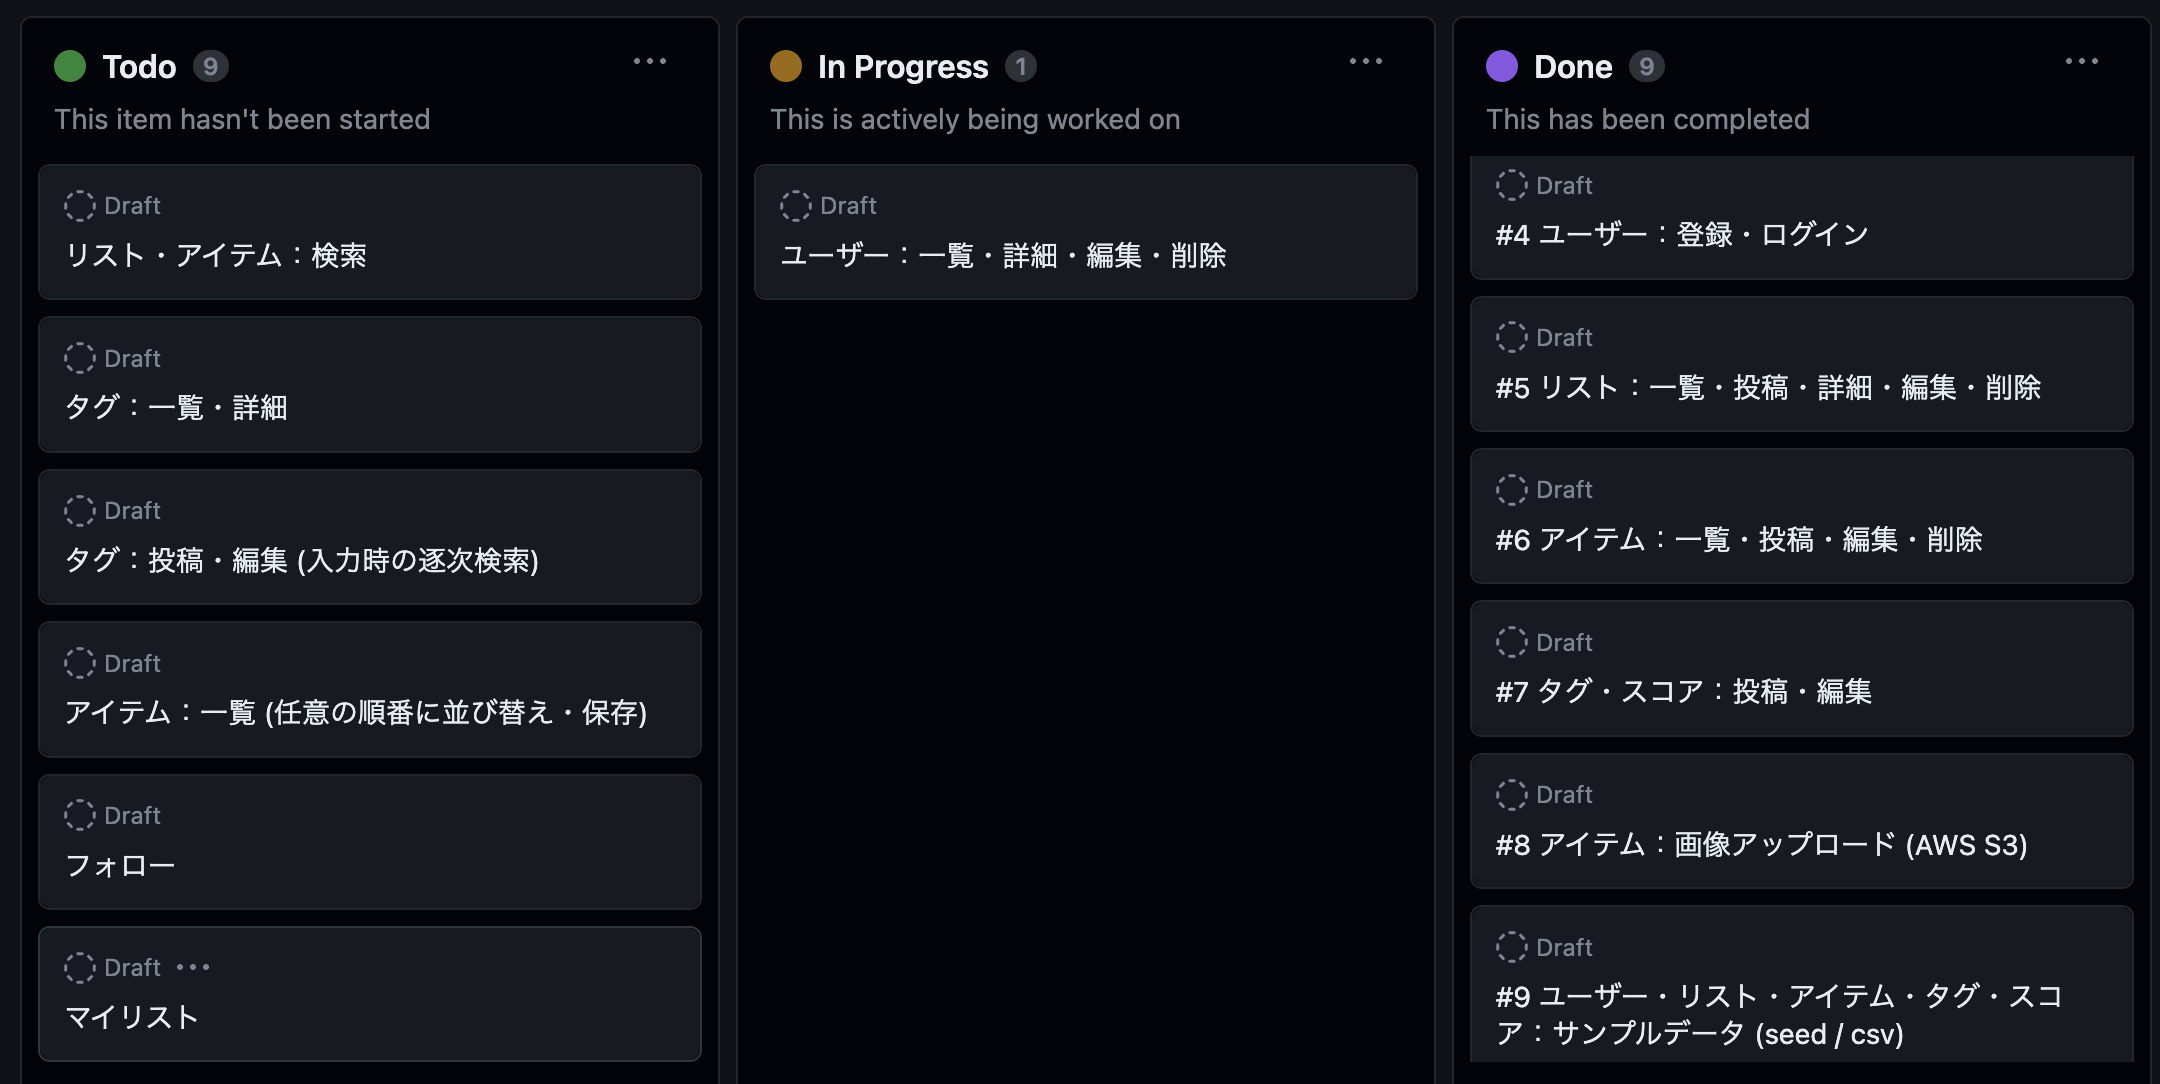 Todo 9
This item hasn't been started
Draft
リスト・アイテム：検索
Draft
タグ：一覧・詳細
Draft
タグ：投稿・編集 (入力時の逐次検索)
Draft
アイテム：一覧 (任意の順番に並び替え・保存)
Draft
フォロー
Draft
マイリスト
In Progress 1
This is actively being worked on
Draft
ユーザー：一覧・詳細・編集・削除
Done 9
This has been completed
Draft
#4 ユーザー：登録・ログイン
Draft
#5 リスト：一覧・投稿・詳細・編集・削除
Draft
#6 アイテム：一覧・投稿・編集・削除
Draft
#7 タグ・スコア：投稿・編集
Draft
#8 アイテム：画像アップロード (AWS S3)
Draft
#9 ユーザー・リスト・アイテム・タグ・スコ
ア：サンプルデータ (seed / csv)